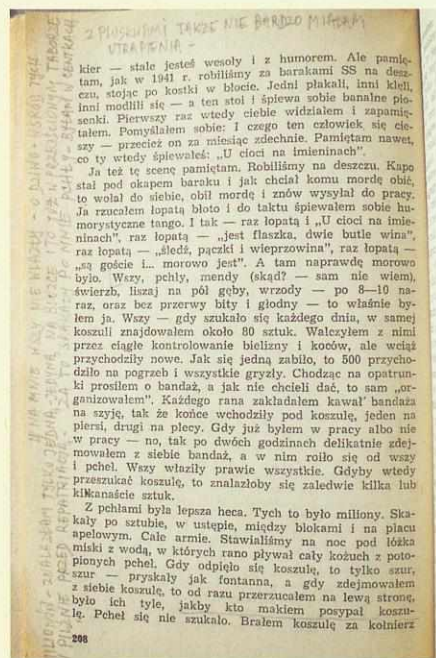 Z PLUSKWAMI TAKŻE NIE BARDZO MIAŁAM
UTRAPIENIA -
kier — stale jesteś wesoły i z humorem. Ale pamię-
tam, jak w 1941 r. robiliśmy za barakami SS na desz-
czu, stojąc po kostki w błocie. Jedni płakali, inni klęli,
inni modlili się — a ten stoi i śpiewa sobie banalne pio-
senki. Pierwszy raz wtedy ciebie widziałem i zapamię-
tałem. Pomyślałem sobie: I czego ten człowiek się cie-
szy — przecież on za miesiąc zdechnie. Pamiętam nawet,
co ty wtedy śpiewałeś: „U cioci na imieninach".
Ja też tę scenę pamiętam. Robiliśmy na deszczu. Kapo
stał pod okapem baraku i jak chciał komu mordę obić,
to wołał do siebie, obił mordę i znów wysyłał do pracy.
Ja rzucałem łopatą błoto i do taktu śpiewałem sobie hu-
morystyczne tango. I tak — raz łopatą i „U cioci na imie-
ninach", raz łopatą — „jest flaszka, dwie butle wina",
raz łopatą — „śledź, pączki i wieprzowina", raz łopatą —
„są goście i... morowo jest". A tam naprawdę morowo
było. Wszy, pchły, mendy (skąd? — sam nie wiem),
świerzb, liszaj na pół gęby, wrzody — po 8—10 na-
raz, oraz bez przerwy bity i głodny — to właśnie by-
łem ja. Wszy — gdy szukało się każdego dnia, w samej
koszuli znajdowałem około 80 sztuk. Walczyłem z nimi
przez ciągłe kontrolowanie bielizny i koców, ale wciąż
przychodziły nowe. Jak się jedną zabiło, to 500 przycho-
dziło na pogrzeb i wszystkie gryzły. Chodząc na opatrun-
ki prosiłem o bandaż, a jak nie chcieli dać, to sam „or-
ganizowałem". Każdego rana zakładałem kawał bandaża
na szyję, tak że końce wchodziły pod koszulę, jeden na
piersi, drugi na plecy. Gdy już byłem w pracy albo nie
w pracy — no, tak po dwóch godzinach delikatnie zdej-
mowałem z siebie bandaż, a w nim roiło się od wszy
i pcheł. Wszy właziły prawie wszystkie. Gdyby wtedy
przeszukać koszulę, to znalazłoby się zaledwie kilka lub
kilkanaście sztuk.
Z pchłami była lepsza heca. Tych to było miliony. Ska-
kały po sztubie, w ustępie, między blokami i na placu
apelowym. Całe armie. Stawialiśmy na noc pod łóżka
miski z wodą, w których rano pływał cały kożuch z poto-
pionych pcheł. Gdy odpięło się koszulę, to tylko szur,
szur — pryskały jak fontanna, a gdy zdejmowałem
z siebie koszulę, to od razu przerzucałem na lewą stronę,
było ich tyle, jakby kto makiem posypał koszu-
lę. Pcheł się nie szukało. Brałem koszulę za kołnierz
208